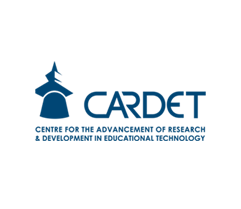 CARDET
CENTRE FOR THE ADVANCEMENT OF RESEARCH
& DEVELOPMENT IN EDUCATIONAL TECHNOLOGY